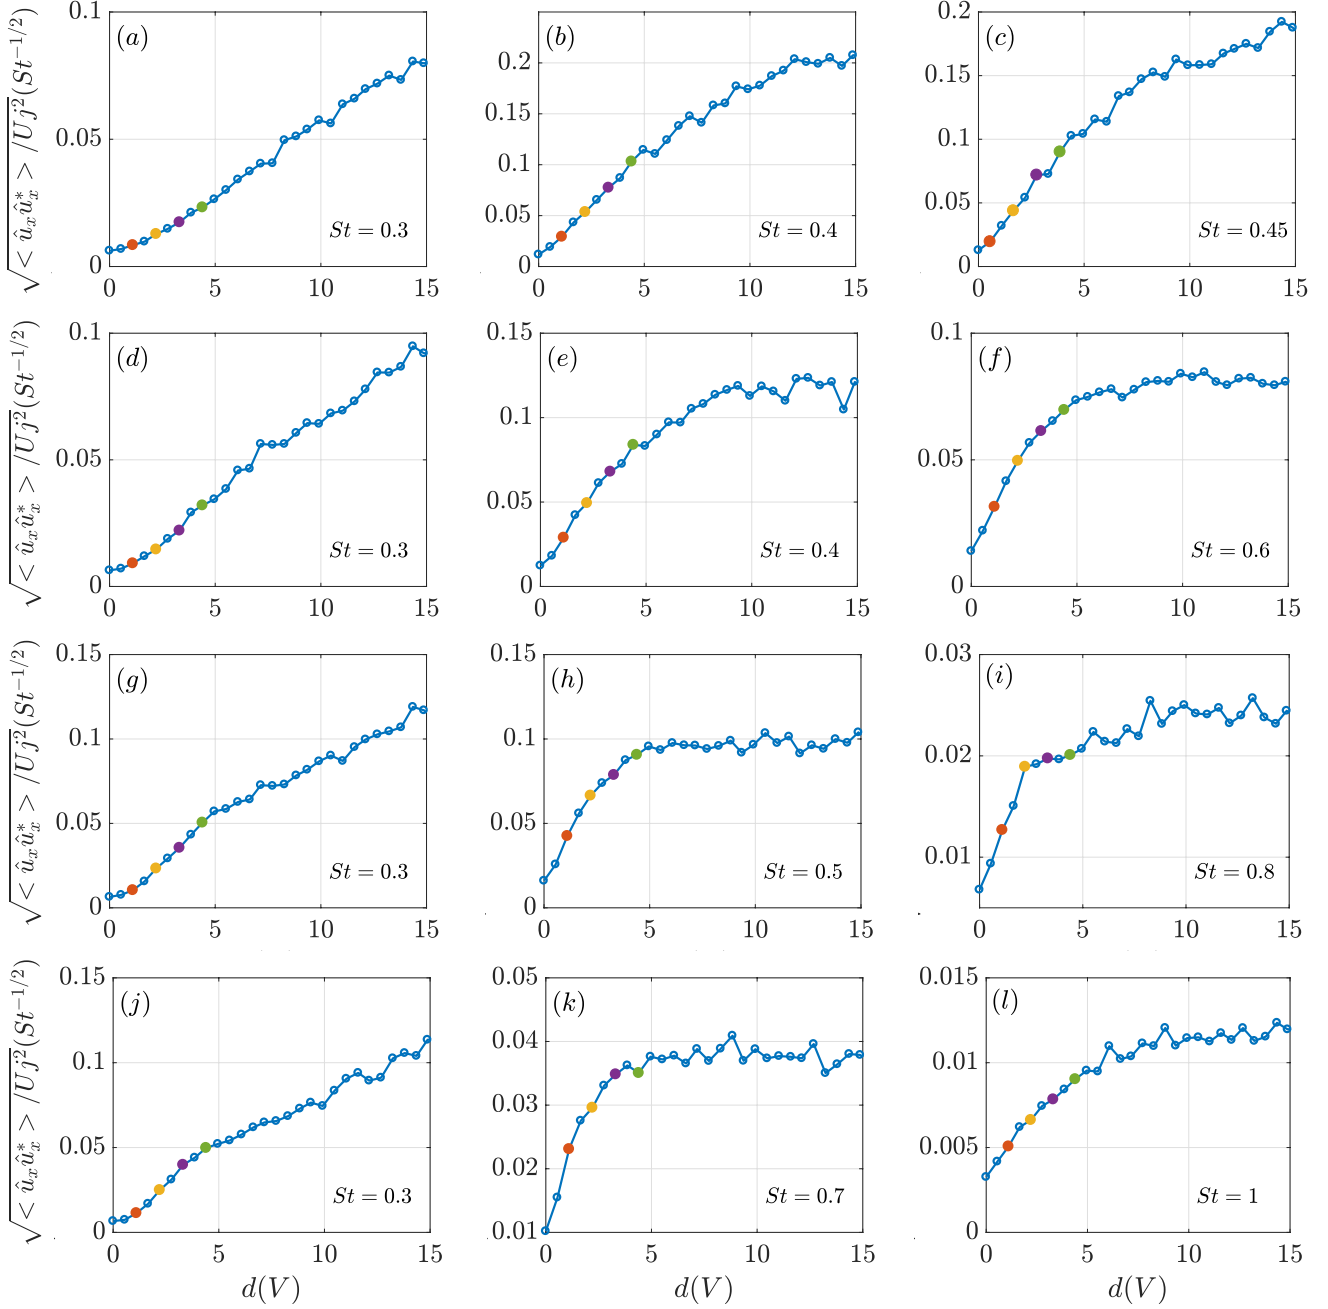 (a) (b) (c)
√< û_x û_x^* > /Uj^2(St^{-1/2})
0.1 0.05 0
0.2 0.15 0.1 0.05 0
0.2 0.15 0.1 0.05 0
St = 0.3 St = 0.4 St = 0.45
0 5 10 15 0 5 10 15 0 5 10 15
(d) (e) (f)
√< û_x û_x^* > /Uj^2(St^{-1/2})
0.1 0.05 0
0.15 0.1 0.05 0
0.1 0.05 0
St = 0.3 St = 0.4 St = 0.6
0 5 10 15 0 5 10 15 0 5 10 15
(g) (h) (i)
√< û_x û_x^* > /Uj^2(St^{-1/2})
0.15 0.1 0.05 0
0.15 0.1 0.05 0
0.03 0.02 0.01
St = 0.3 St = 0.5 St = 0.8
0 5 10 15 0 5 10 15 0 5 10 15
(j) (k) (l)
√< û_x û_x^* > /Uj^2(St^{-1/2})
0.15 0.1 0.05 0
0.05 0.04 0.03 0.02 0.01
0.015 0.01 0.005 0
St = 0.3 St = 0.7 St = 1
0 5 10 15 0 5 10 15 0 5 10 15
d(V) d(V) d(V)